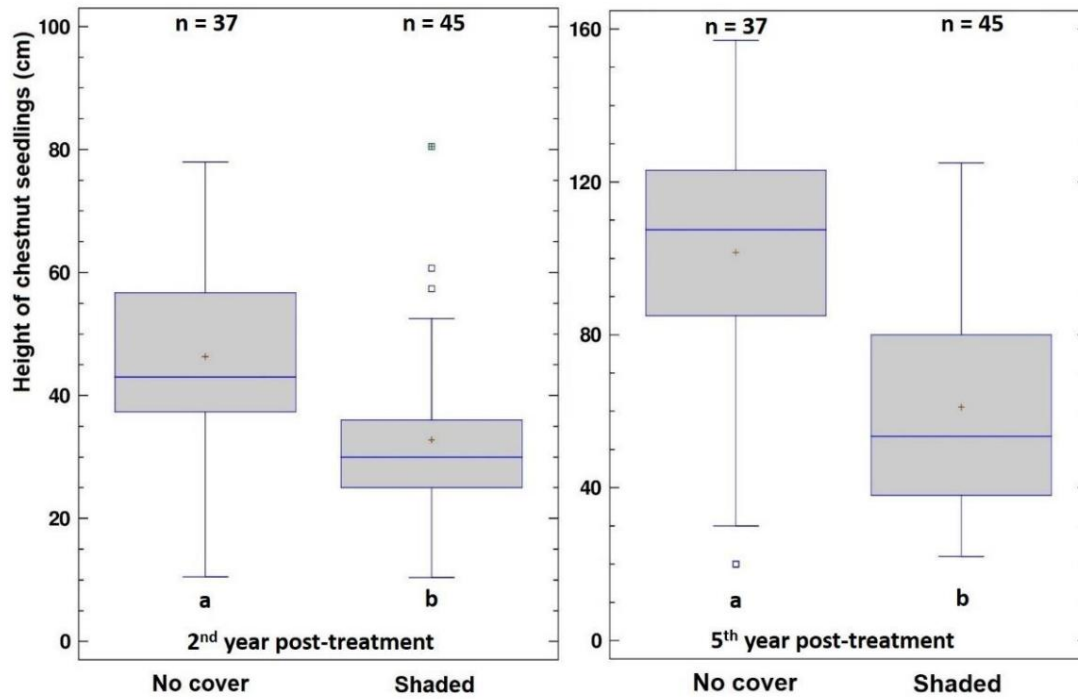 Height of chestnut seedlings (cm)
100
80
60
40
20
0
n = 37
n = 45
a
b
2nd year post-treatment
No cover
Shaded
160
120
80
40
0
n = 37
n = 45
a
b
5th year post-treatment
No cover
Shaded